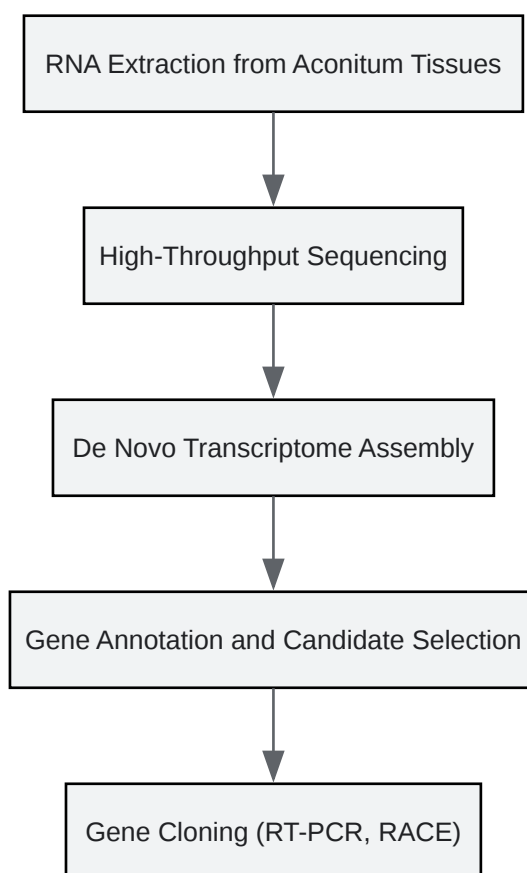 RNA Extraction from Aconitum Tissues
High-Throughput Sequencing
De Novo Transcriptome Assembly
Gene Annotation and Candidate Selection
Gene Cloning (RT-PCR, RACE)